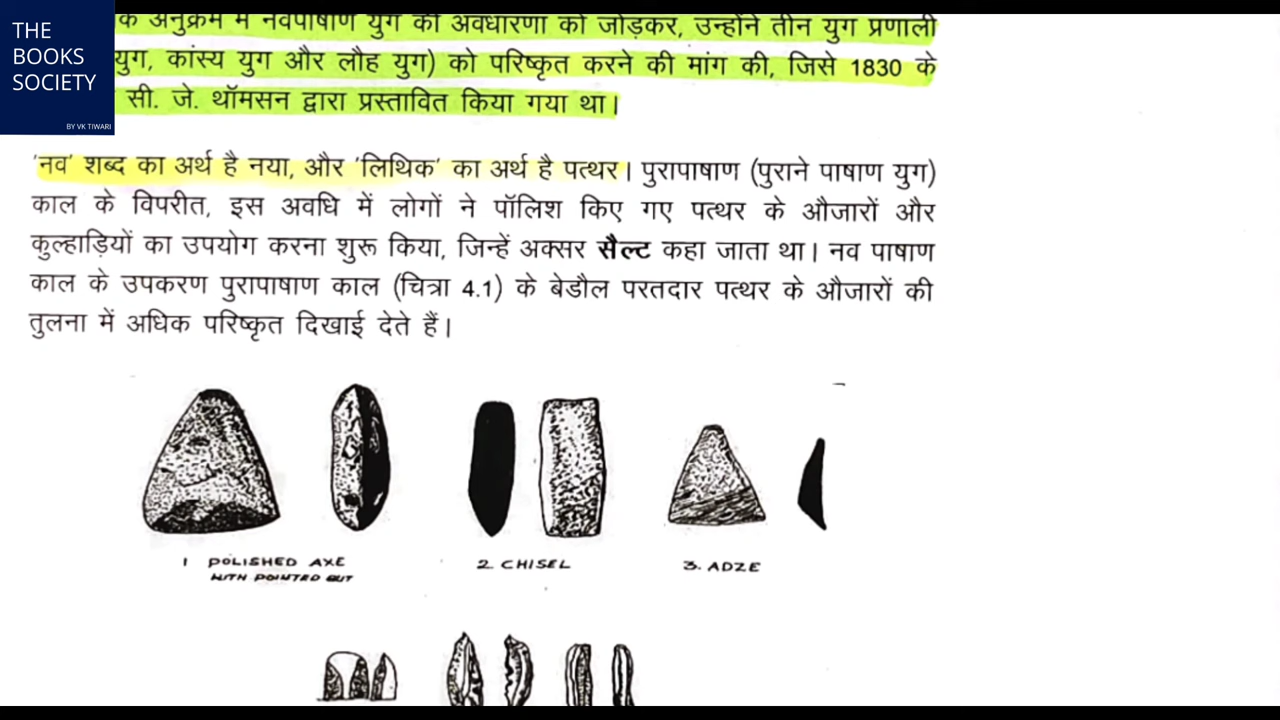 THE
BOOKS
SOCIETY
BY VK TIWARI
के अनुक्रम में नवपाषाण युग की अवधारणा को जोड़कर, उन्होंने तीन युग प्रणाली
युग, कांस्य युग और लौह युग) को परिष्कृत करने की मांग की, जिसे 1830 के
सी. जे. थॉमसन द्वारा प्रस्तावित किया गया था।
'नव' शब्द का अर्थ है नया, और 'लिथिक' का अर्थ है पत्थर। पुरापाषाण (पुराने पाषाण युग)
काल के विपरीत, इस अवधि में लोगों ने पॉलिश किए गए पत्थर के औजारों और
कुल्हाड़ियों का उपयोग करना शुरू किया, जिन्हें अक्सर सैल्ट कहा जाता था। नव पाषाण
काल के उपकरण पुरापाषाण काल (चित्रा 4.1) के बेडौल परतदार पत्थर के औजारों की
तुलना में अधिक परिष्कृत दिखाई देते हैं।
1 POLISHED AXE
WITH POINTED BUT
2. CHISEL
3. ADZE